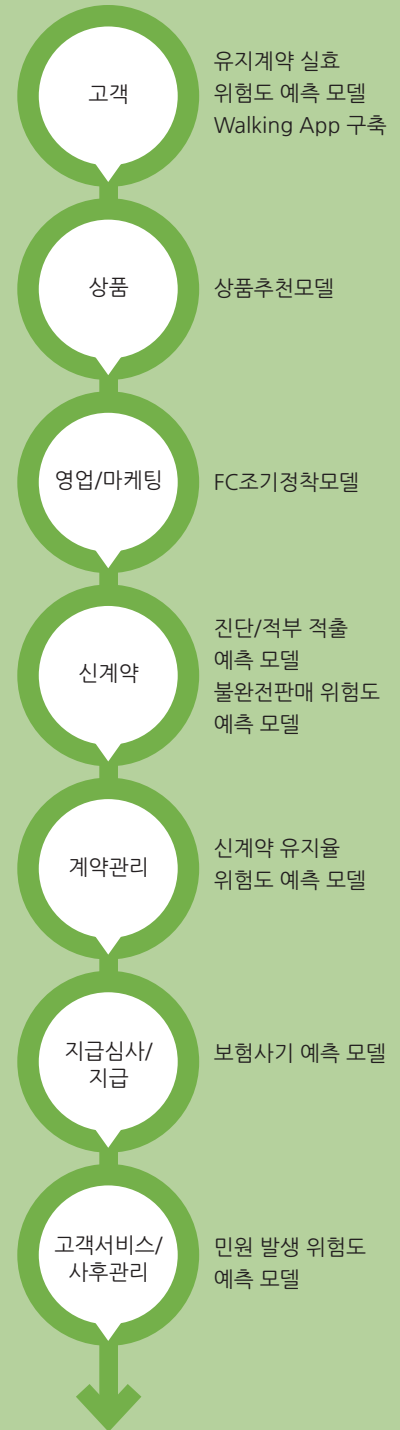 고객
유지계약 실효
위험도 예측 모델
Walking App 구축
상품
상품추천모델
영업/마케팅
FC조기정착모델
신계약
진단/적부 적출
예측 모델
불완전판매 위험도
예측 모델
계약관리
신계약 유지율
위험도 예측 모델
지급심사/
지급
보험사기 예측 모델
고객서비스/
사후관리
민원 발생 위험도
예측 모델